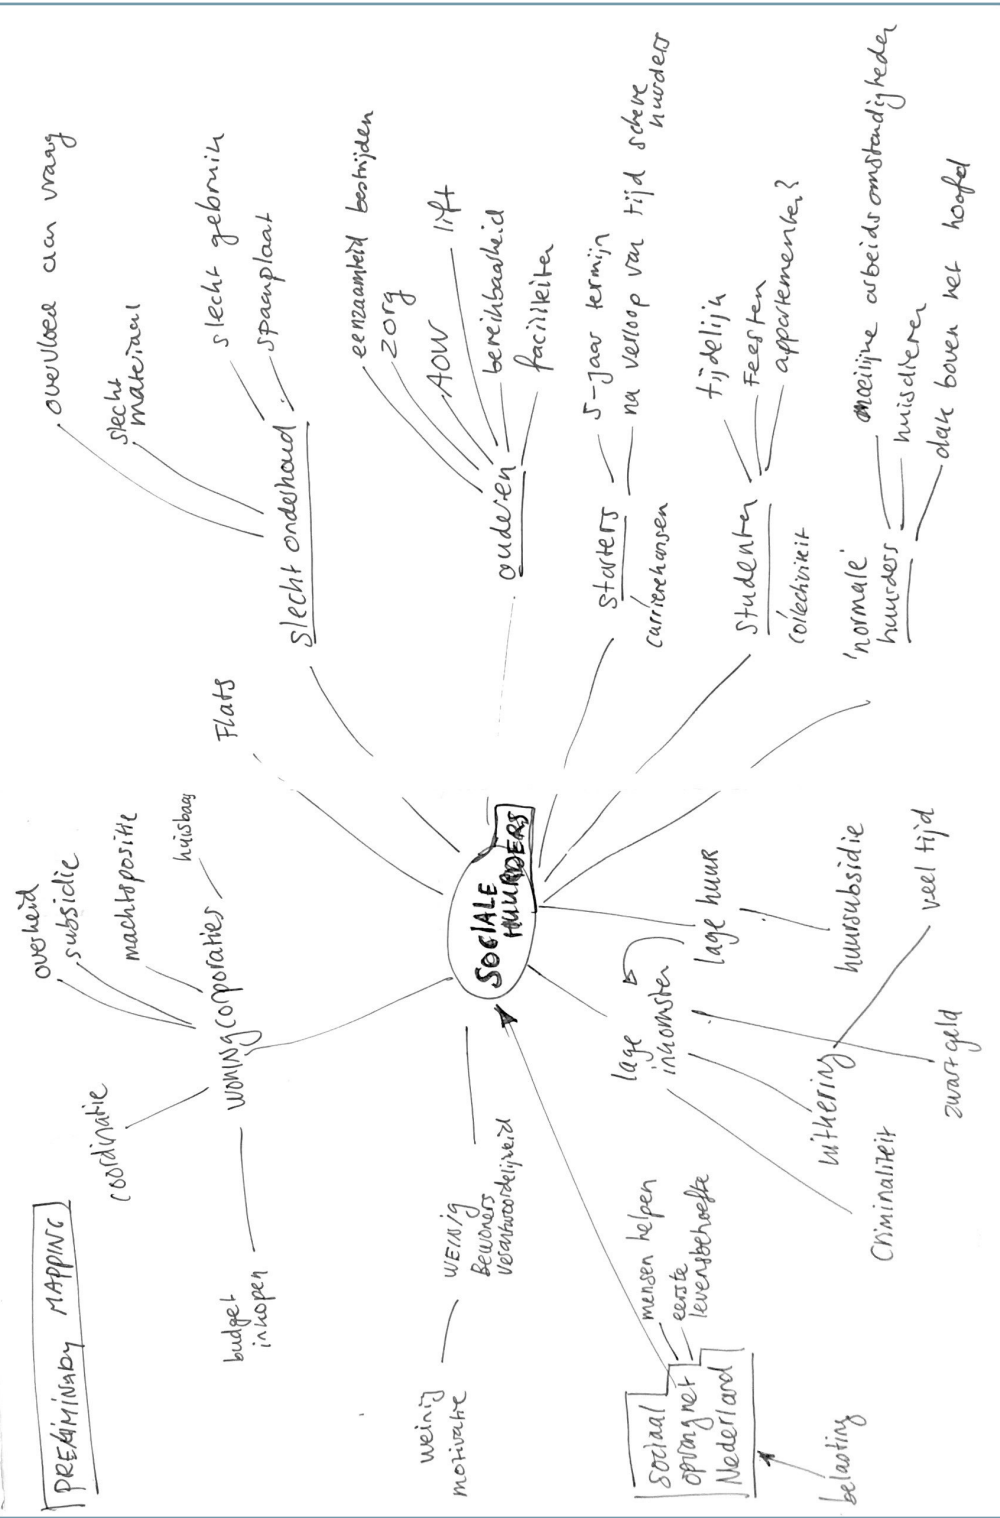 PRELIMINARY MAPPING
coördinatie
overheid
subsidie
machtspositie
huisbaas
woningcorporaties
budget
inkopen
Flats
overvloed aan vraag
slecht
materiaal
slecht gebruik
spaanplaat
slecht onderhoud
eenzaamheid bestrijden
zorg
AOW
lift
bereikbaarheid
faciliteiten
ouderen
5-jaar termijn
na verloop van tijd scheve
huurders
starters
carrierekansen
tijdelijk
Feesten
appartementen?
studenten
collectiviteit
'normale'
huurders
moeilijke arbeidsomstandigheden
huisdieren
dak boven het hoofd
SOCIALE
HUURDERS
weinig
motivatie
WEINIG
BEWONERS
verantwoordelijkheid
lage
inkomsten
lage huur
huursubsidie
veel tijd
uitkering
zwart geld
Criminaliteit
mensen helpen
eerste
levensbehoefte
Sociaal
opvangnet
Nederland
belasting